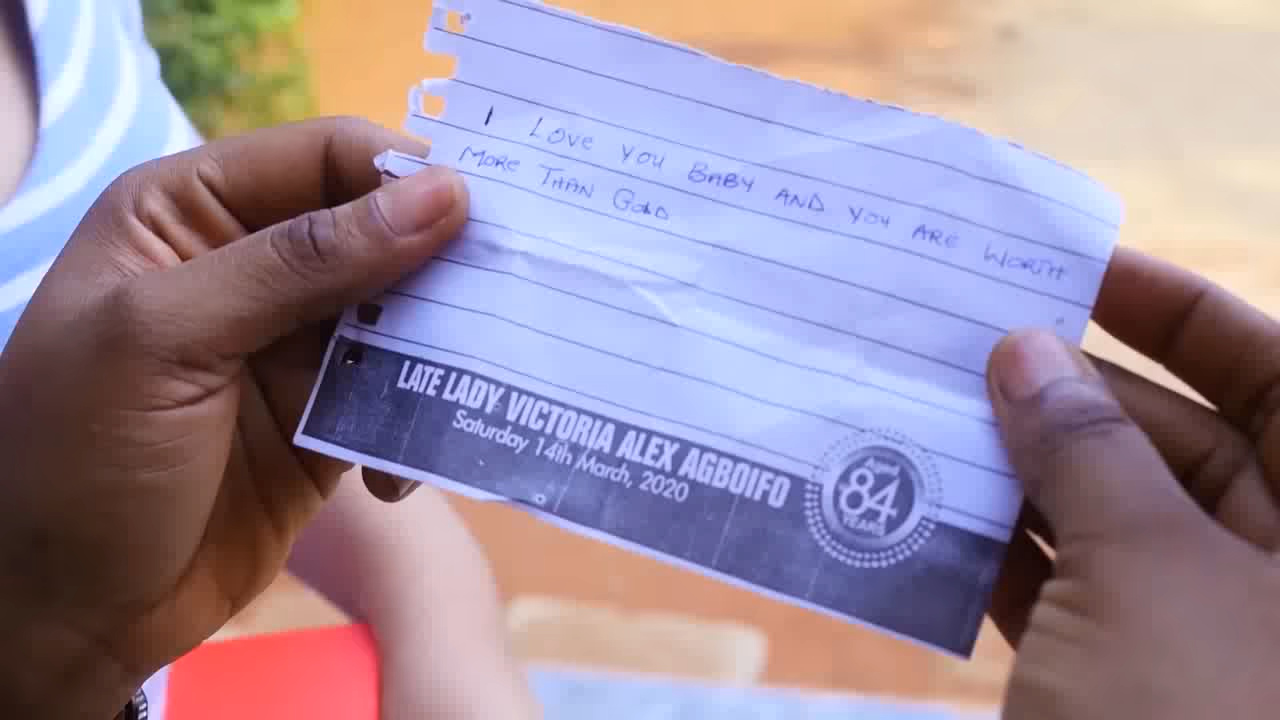 I LOVE YOU BABY AND YOU ARE WORTH
MORE THAN GOLD
LATE LADY VICTORIA ALEX AGBOIFO
Saturday 14th March, 2020
Aged
84
YEARS